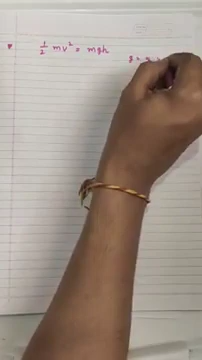 ½ mv² = mgh